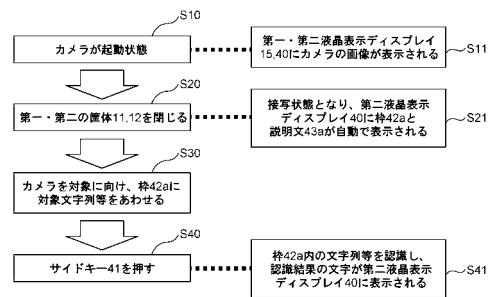 S10
カメラが起動状態
第一・第二液晶表示ディスプレイ
15,40にカメラの画像が表示される
S11
S20
第一・第二の筐体11,12を閉じる
接写状態となり、第二液晶表示
ディスプレイ40に枠42aと
説明文43aが自動で表示される
S21
S30
カメラを対象に向け、枠42aに
対象文字列等をあわせる
S40
サイドキー41を押す
枠42a内の文字列等を認識し、
認識結果の文字が第二液晶表示
ディスプレイ40に表示される
S41